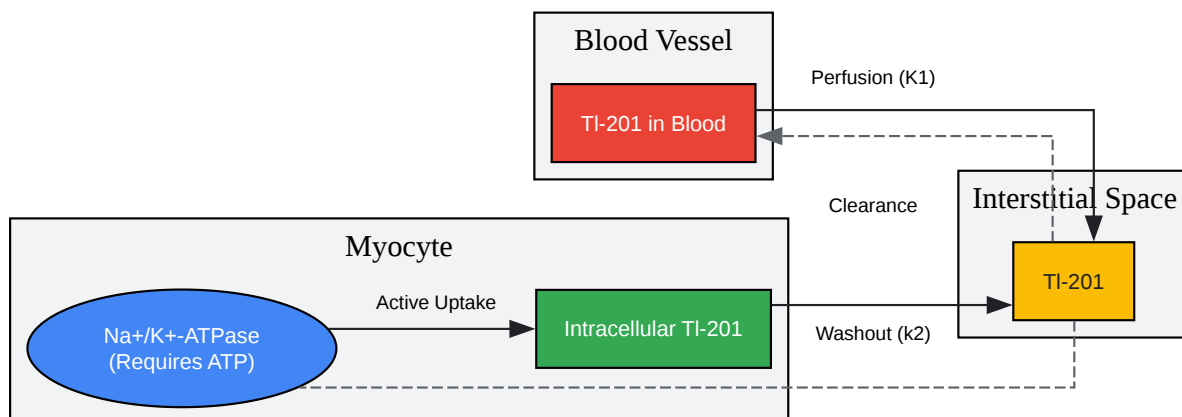 Blood Vessel
Perfusion (K1)
Tl-201 in Blood
Clearance
Interstitial Space
Myocyte
Tl-201
Active Uptake
Na+/K+-ATPase
(Requires ATP)
Intracellular Tl-201
Washout (k2)